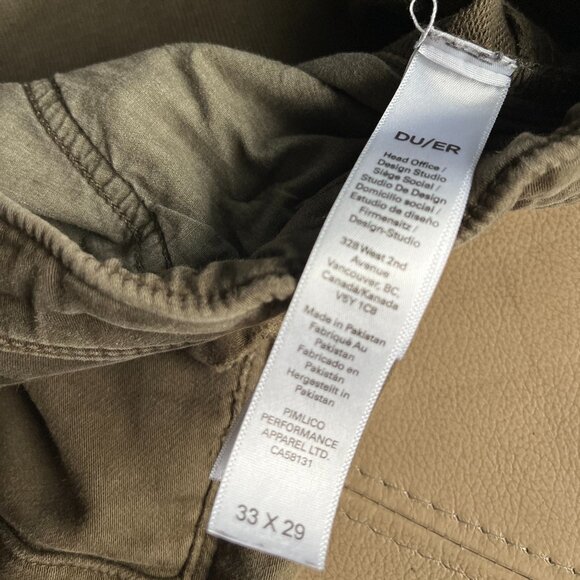 DU/ER
Head Office /
Design Studio
Siège Social /
Studio De Design
Domicilio social /
Estudio de diseño
Firmensitz /
Design-Studio
328 West 2nd
Avenue
Vancouver, BC,
Canada/Kanada
V5Y 1C8
Made in Pakistan
Fabriqué Au
Pakistan
Fabricado en
Pakistán
Hergestellt in
Pakistan
PIMLICO
PERFORMANCE
APPAREL LTD.
CA58131
33 X 29